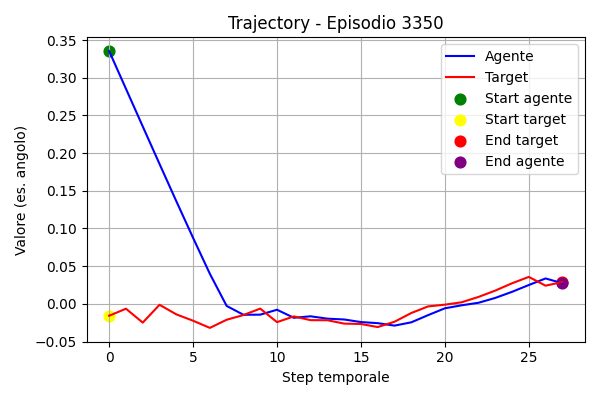 Trajectory - Episodio 3350
Valore (es. angolo)
0.35
0.30
0.25
0.20
0.15
0.10
0.05
0.00
−0.05
0 5 10 15 20 25
Step temporale
Agente
Target
Start agente
Start target
End target
End agente